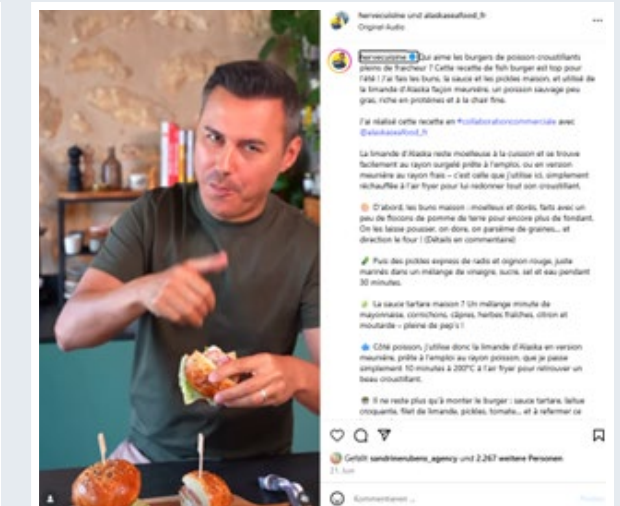 hervecuisine und alaskaseafood_fr
Original-Audio
hervecuisine Qui aime les burgers de poisson croustillants
pleins de fraîcheur ? Cette recette de fish burger est top pour
l'été ! J'ai fais les buns, la sauce et les pickles maison, et utilisé de
la limande d'Alaska façon meunière, un poisson sauvage peu
gras, riche en protéines et à la chair fine.
J'ai réalisé cette recette en #collaborationcommerciale avec
@alaskaseafood_fr
La limande d'Alaska reste moelleuse à la cuisson et se trouve
facilement au rayon surgelé prête à l'emploi, ou en version
meunière au rayon frais – c'est celle que j'utilise ici, simplement
réchauffée à l'air fryer pour lui redonner tout son croustillant.
D'abord, les buns maison : moelleux et dorés, faits avec un
peu de flocons de pomme de terre pour encore plus de fondant.
On les laisse pousser, on dore, on parsème de graines... et
direction le four ! (Détails en commentaire)
Puis des pickles express de radis et oignon rouge, juste
marinés dans un mélange de vinaigre, sucre, sel et eau pendant
30 minutes.
La sauce tartare maison ? Un mélange minute de
mayonnaise, cornichons, câpres, herbes fraîches, citron et
moutarde – pleine de pep's !
Côté poisson, j'utilise donc la limande d'Alaska en version
meunière, prête à l'emploi au rayon poisson, que je passe
simplement 10 minutes à 200°C à l'air fryer pour retrouver un
beau croustillant.
Il ne reste plus qu'à monter le burger : sauce tartare, laitue
croquante, filet de limande, pickles, tomate... et à refermer ce
Gefällt sandrinerubens_agency und 2.267 weitere Personen
21. Juni
Kommentieren ...